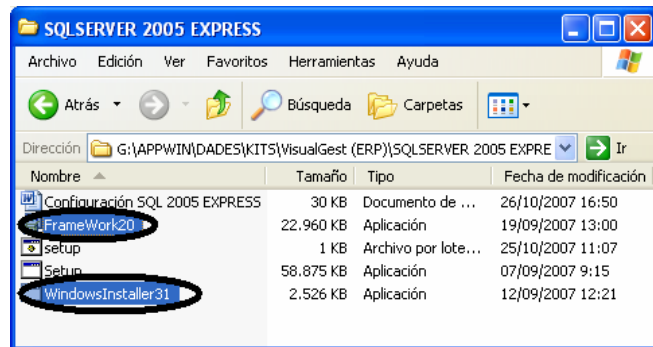 SQLSERVER 2005 EXPRESS
Archivo Edición Ver Favoritos Herramientas Ayuda
Atrás Búsqueda Carpetas
Dirección G:\APPWIN\DADES\KITS\VisualGest (ERP)\SQLSERVER 2005 EXPRE Ir
Nombre Tamaño Tipo Fecha de modificación
Configuración SQL 2005 EXPRESS 30 KB Documento de ... 26/10/2007 16:50
FrameWork20 22.960 KB Aplicación 19/09/2007 13:00
setup 1 KB Archivo por lote... 25/10/2007 11:07
Setup 58.875 KB Aplicación 07/09/2007 9:15
WindowsInstaller31 2.526 KB Aplicación 12/09/2007 12:21